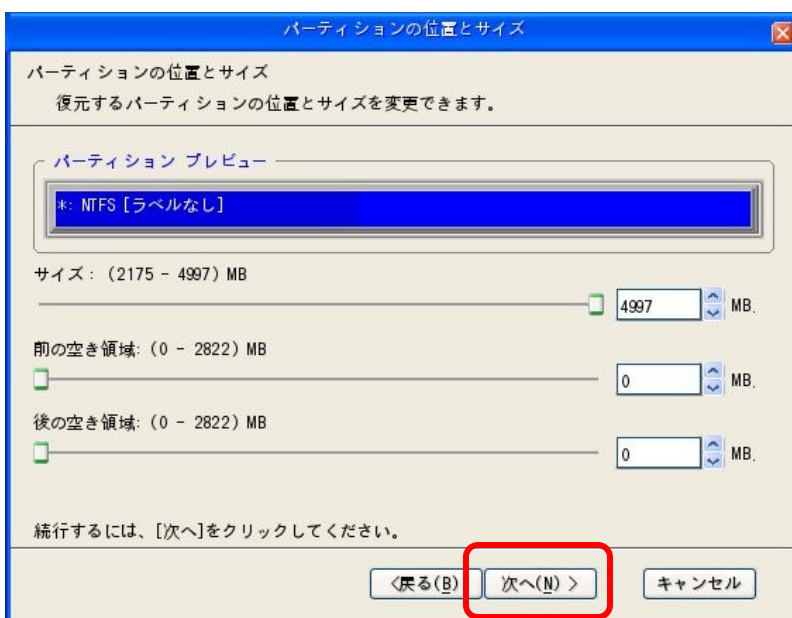 パーティションの位置とサイズ
パーティションの位置とサイズ
復元するパーティションの位置とサイズを変更できます。
パーティション プレビュー
*: NTFS [ラベルなし]
サイズ: (2175 - 4997) MB
4997 MB.
前の空き領域: (0 - 2822) MB
0 MB.
後の空き領域: (0 - 2822) MB
0 MB.
続行するには、[次へ]をクリックしてください。
<戻る(B) 次へ(N) > キャンセル